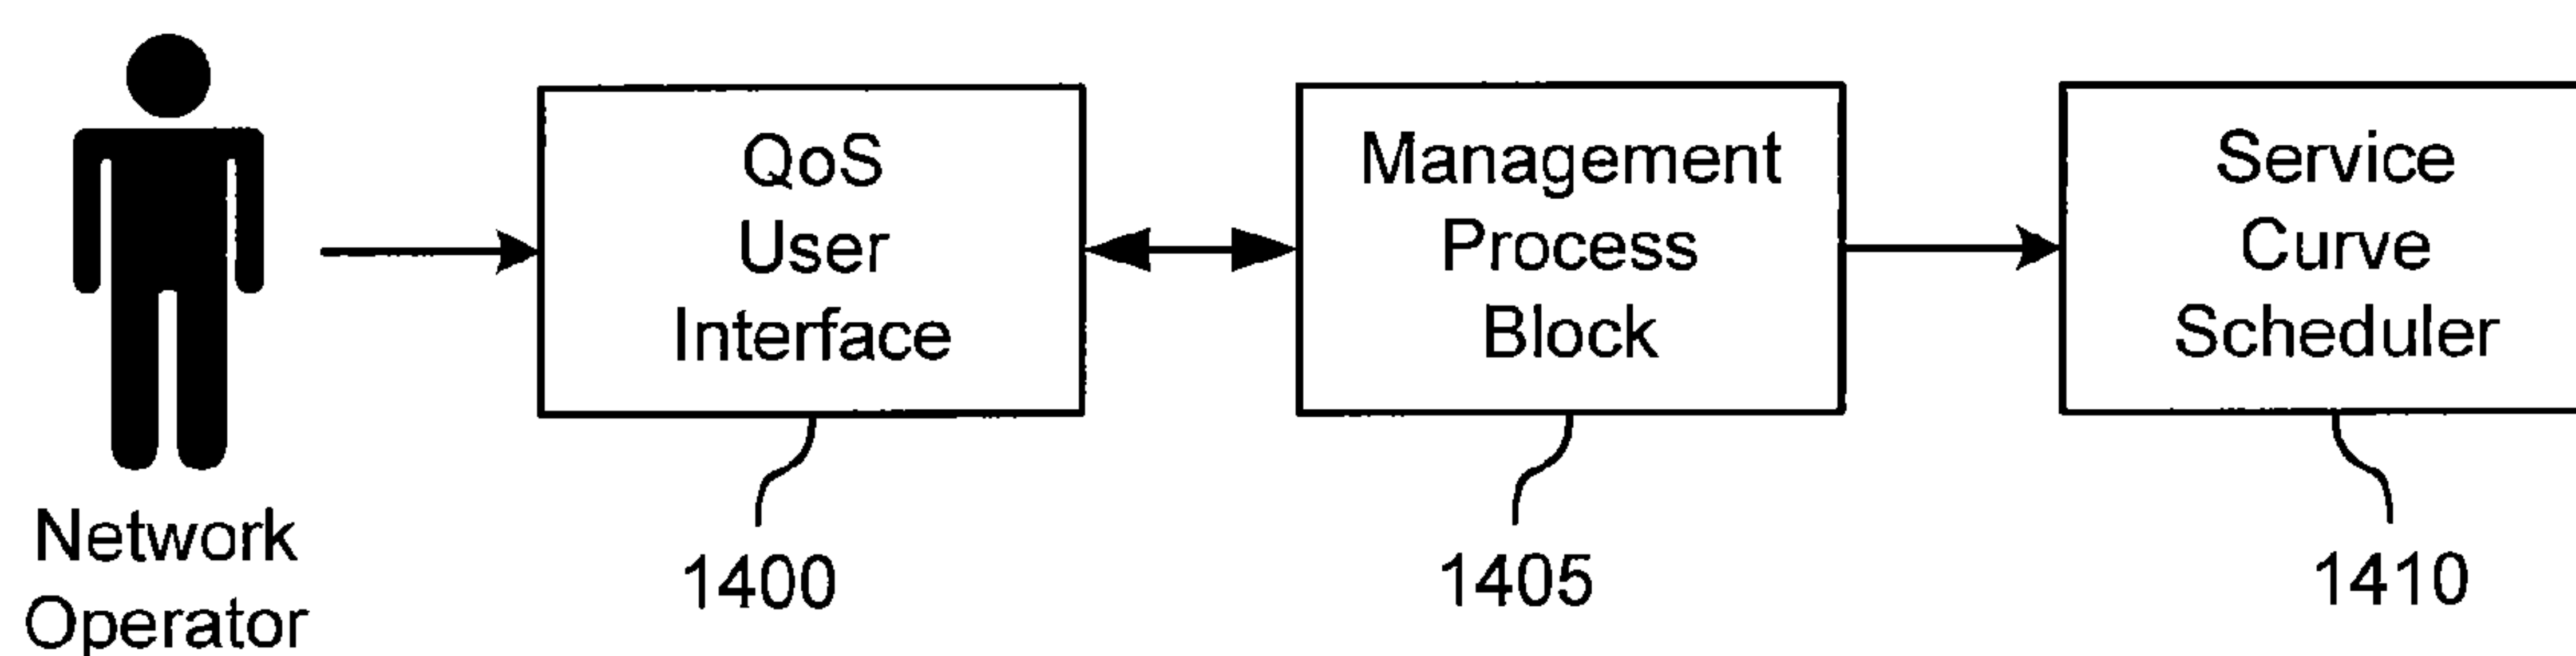 QoS
User
Interface
Management
Process
Block
Service
Curve
Scheduler
Network
Operator
1400
1405
1410